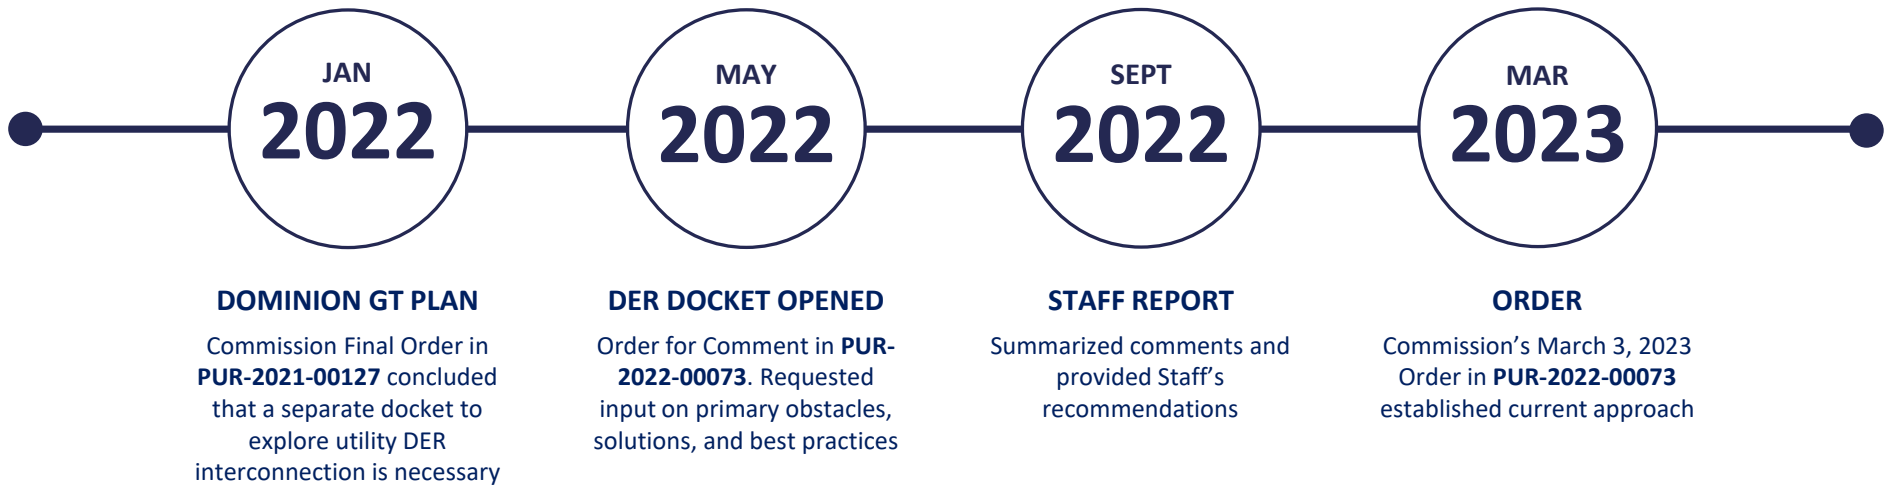 JAN
2022
DOMINION GT PLAN
Commission Final Order in
PUR-2021-00127 concluded
that a separate docket to
explore utility DER
interconnection is necessary
MAY
2022
DER DOCKET OPENED
Order for Comment in PUR-
2022-00073. Requested
input on primary obstacles,
solutions, and best practices
SEPT
2022
STAFF REPORT
Summarized comments and
provided Staff’s
recommendations
MAR
2023
ORDER
Commission’s March 3, 2023
Order in PUR-2022-00073
established current approach